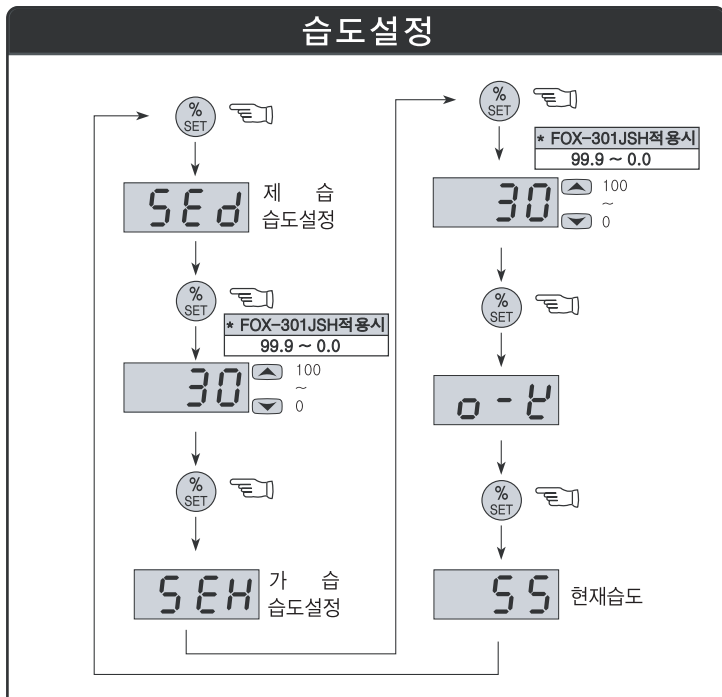 습도설정
%
SET
SEd
제 습
습도설정
%
SET
* FOX-301JSH적용시
99.9 ~ 0.0
30
100
~
0
%
SET
SEH
가 습
습도설정
%
SET
* FOX-301JSH적용시
99.9 ~ 0.0
30
100
~
0
%
SET
o-k
%
SET
55
현재습도